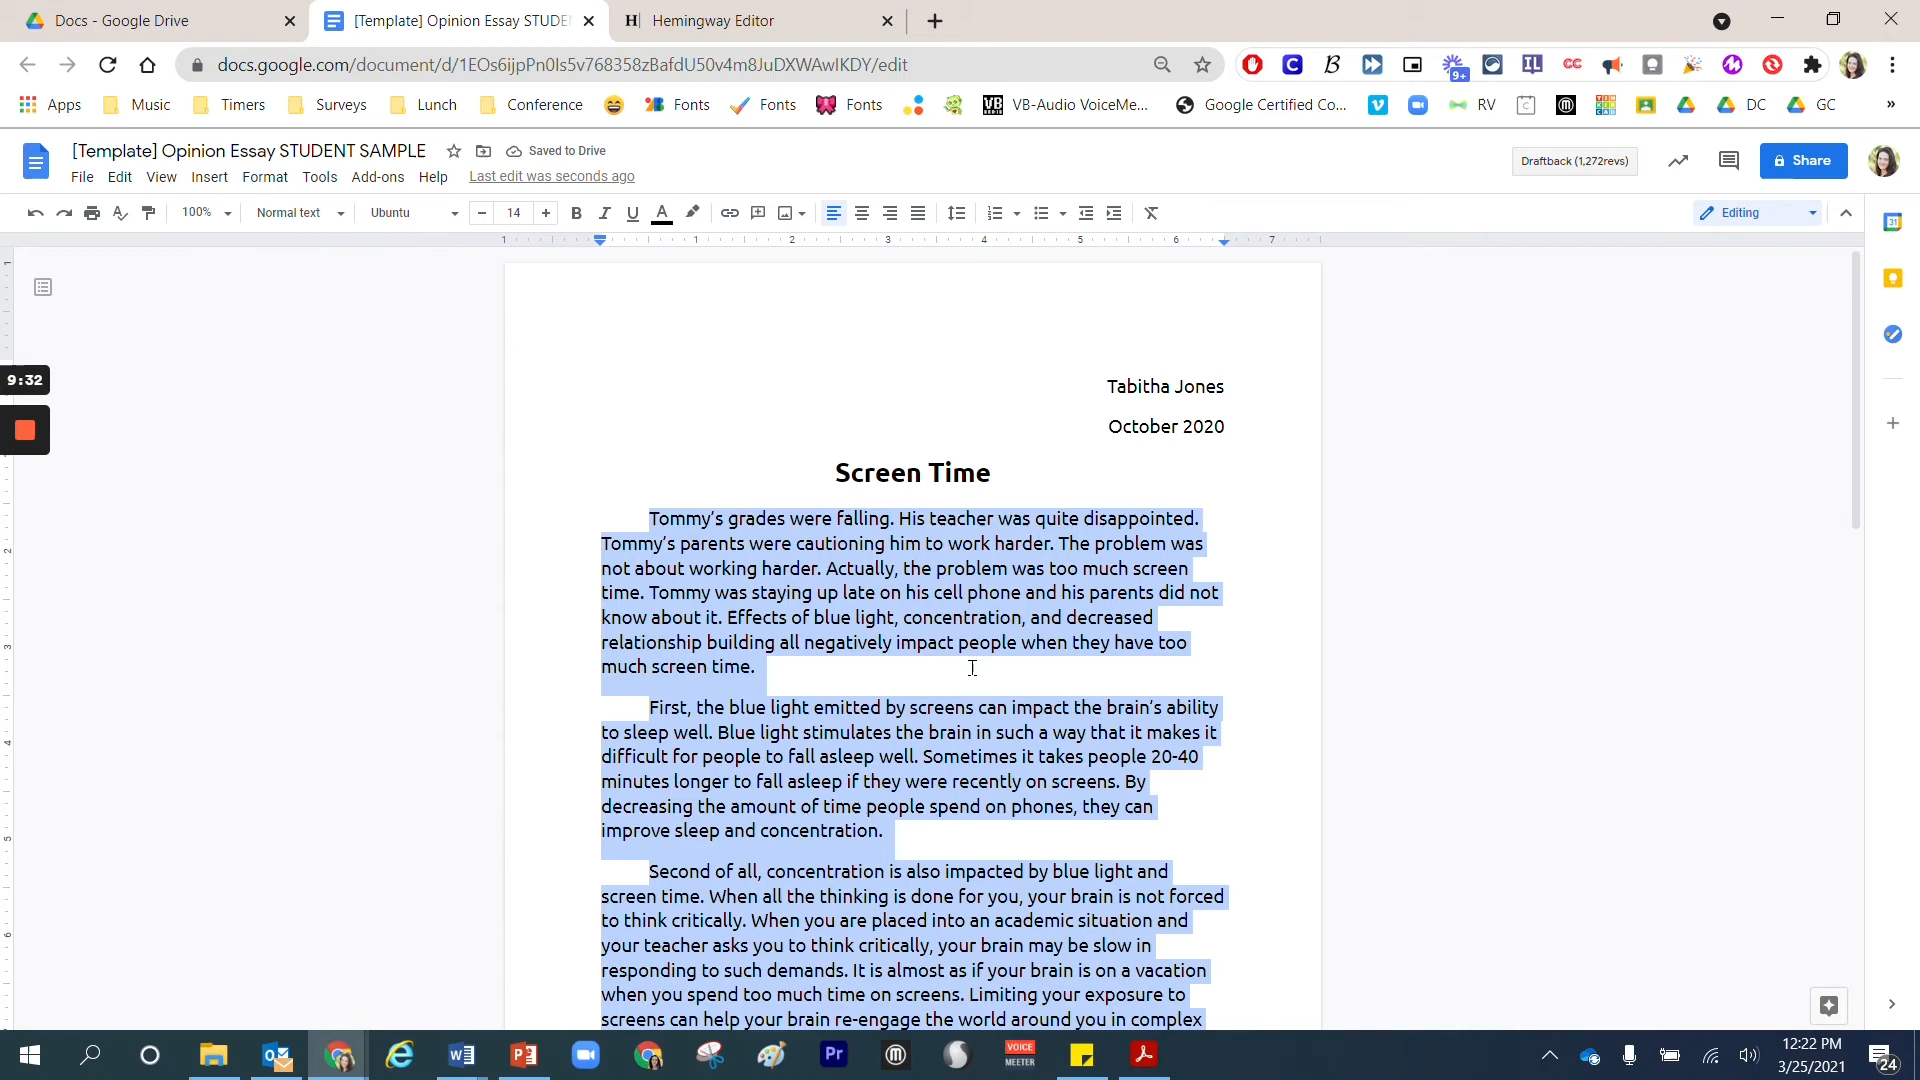 Docs - Google Drive
[Template] Opinion Essay STUDE
Hemingway Editor
docs.google.com/document/d/1EOs6ijpPn0Is5v768358zBafdU50v4m8JuDXWAwIKDY/edit
9+
IL
CC
Apps
Music
Timers
Surveys
Lunch
Conference
Fonts
Fonts
Fonts
VB-Audio VoiceMe...
Google Certified Co...
RV
DC
GC
»
[Template] Opinion Essay STUDENT SAMPLE
Saved to Drive
Draftback (1,272revs)
Share
File Edit View Insert Format Tools Add-ons Help
Last edit was seconds ago
100%
Normal text
Ubuntu
14
B I U A
Editing
1 1 2 3 4 5 6 7
9:32
Tabitha Jones
October 2020
Screen Time
Tommy’s grades were falling. His teacher was quite disappointed.
Tommy’s parents were cautioning him to work harder. The problem was
not about working harder. Actually, the problem was too much screen
time. Tommy was staying up late on his cell phone and his parents did not
know about it. Effects of blue light, concentration, and decreased
relationship building all negatively impact people when they have too
much screen time.
First, the blue light emitted by screens can impact the brain’s ability
to sleep well. Blue light stimulates the brain in such a way that it makes it
difficult for people to fall asleep well. Sometimes it takes people 20-40
minutes longer to fall asleep if they were recently on screens. By
decreasing the amount of time people spend on phones, they can
improve sleep and concentration.
Second of all, concentration is also impacted by blue light and
screen time. When all the thinking is done for you, your brain is not forced
to think critically. When you are placed into an academic situation and
your teacher asks you to think critically, your brain may be slow in
responding to such demands. It is almost as if your brain is on a vacation
when you spend too much time on screens. Limiting your exposure to
screens can help your brain re-engage the world around you in complex
Pr
VOICE
MEETER
12:22 PM
3/25/2021
24